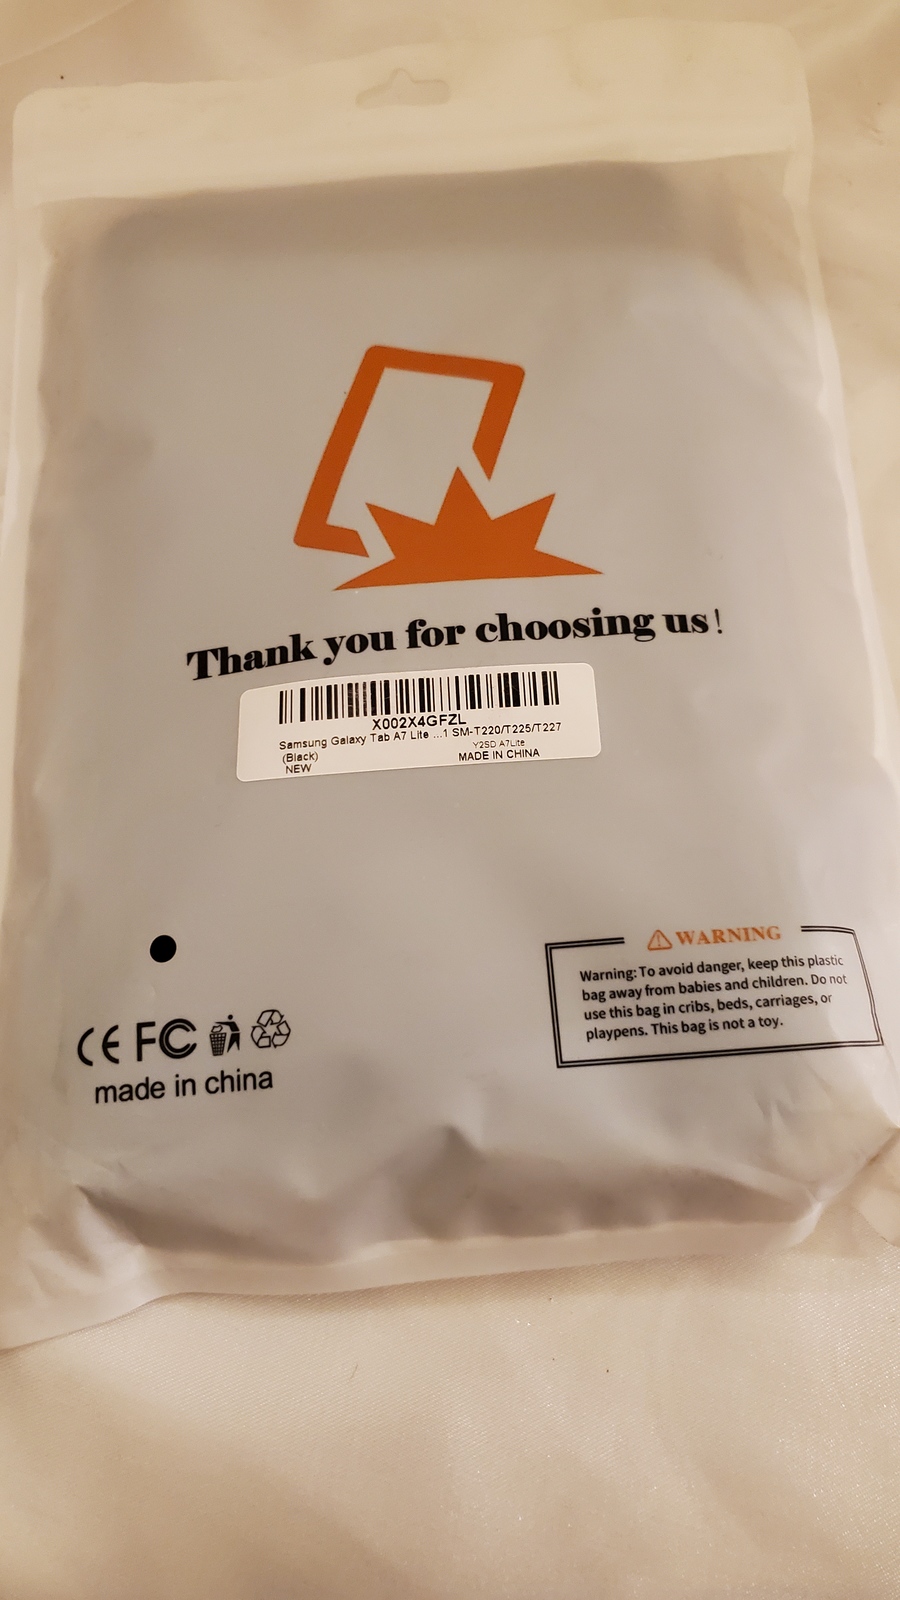 Thank you for choosing us!
X002X4GFZL
Samsung Galaxy Tab A7 Lite ...1 SM-T220/T225/T227
(Black)
Y2SD A7Lite
NEW
MADE IN CHINA
WARNING
Warning: To avoid danger, keep this plastic
bag away from babies and children. Do not
use this bag in cribs, beds, carriages, or
playpens. This bag is not a toy.
CE FC
made in china